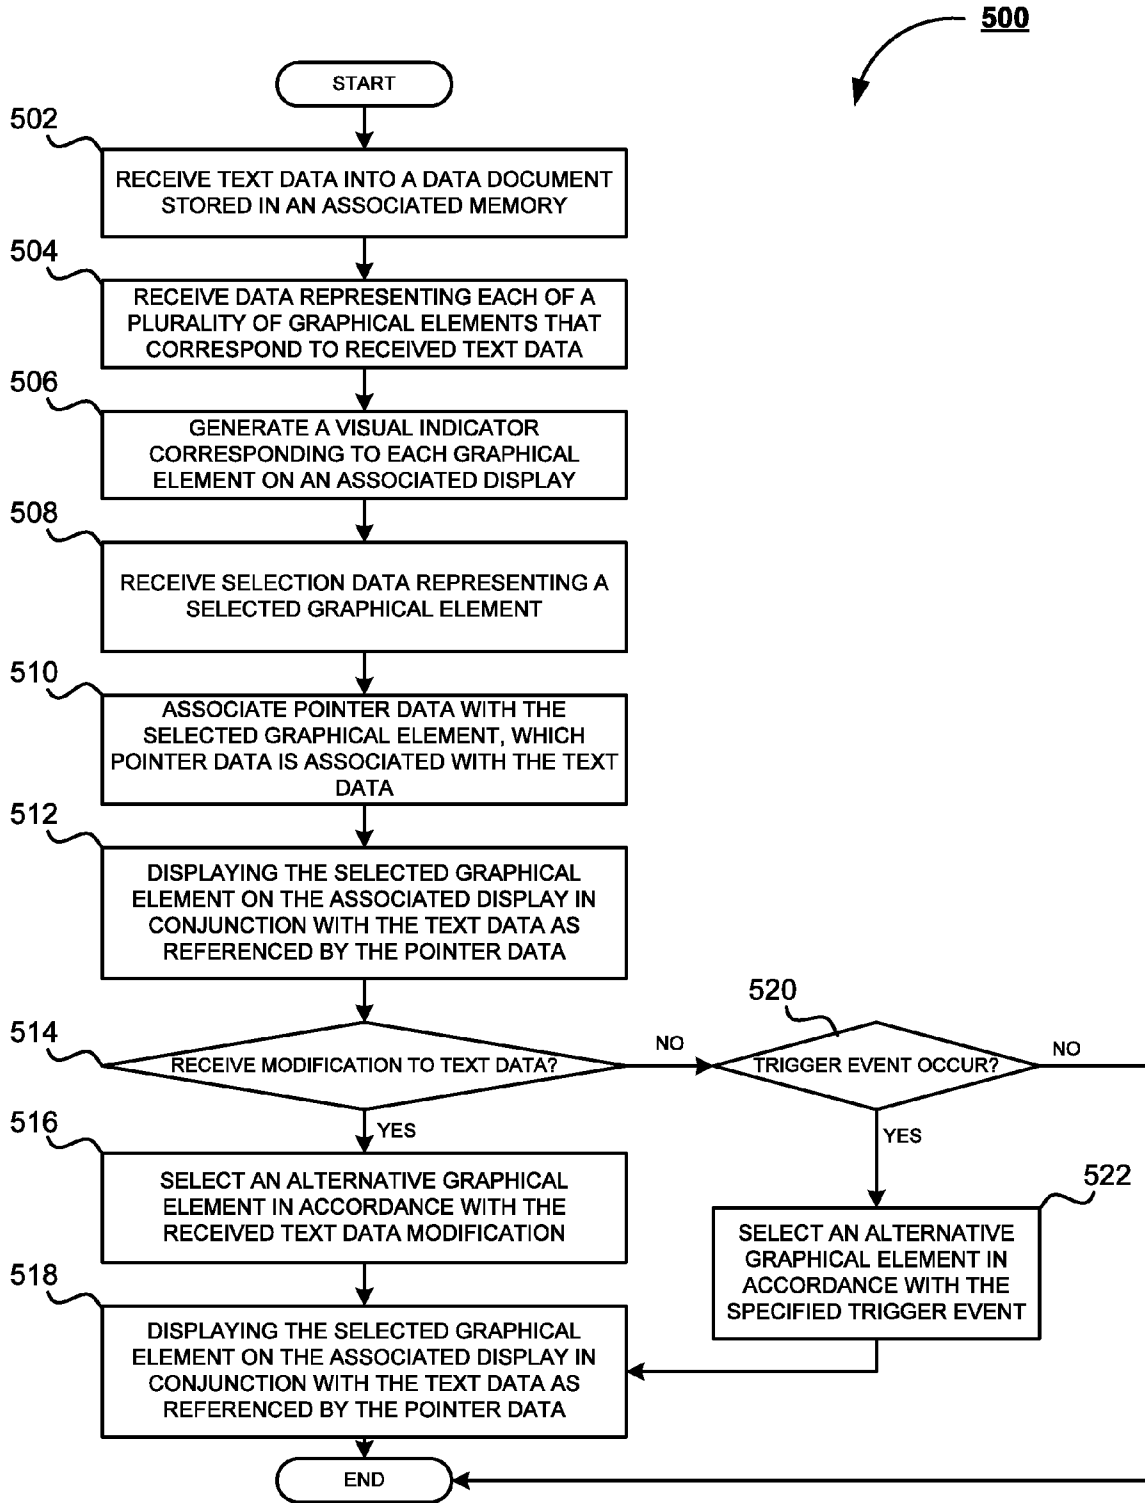 500
START
502
RECEIVE TEXT DATA INTO A DATA DOCUMENT
STORED IN AN ASSOCIATED MEMORY
504
RECEIVE DATA REPRESENTING EACH OF A
PLURALITY OF GRAPHICAL ELEMENTS THAT
CORRESPOND TO RECEIVED TEXT DATA
506
GENERATE A VISUAL INDICATOR
CORRESPONDING TO EACH GRAPHICAL
ELEMENT ON AN ASSOCIATED DISPLAY
508
RECEIVE SELECTION DATA REPRESENTING A
SELECTED GRAPHICAL ELEMENT
510
ASSOCIATE POINTER DATA WITH THE
SELECTED GRAPHICAL ELEMENT, WHICH
POINTER DATA IS ASSOCIATED WITH THE TEXT
DATA
512
DISPLAYING THE SELECTED GRAPHICAL
ELEMENT ON THE ASSOCIATED DISPLAY IN
CONJUNCTION WITH THE TEXT DATA AS
REFERENCED BY THE POINTER DATA
514
RECEIVE MODIFICATION TO TEXT DATA?
NO
520
TRIGGER EVENT OCCUR?
NO
YES
516
SELECT AN ALTERNATIVE GRAPHICAL
ELEMENT IN ACCORDANCE WITH THE
RECEIVED TEXT DATA MODIFICATION
YES
522
SELECT AN ALTERNATIVE
GRAPHICAL ELEMENT IN
ACCORDANCE WITH THE
SPECIFIED TRIGGER EVENT
518
DISPLAYING THE SELECTED GRAPHICAL
ELEMENT ON THE ASSOCIATED DISPLAY IN
CONJUNCTION WITH THE TEXT DATA AS
REFERENCED BY THE POINTER DATA
END